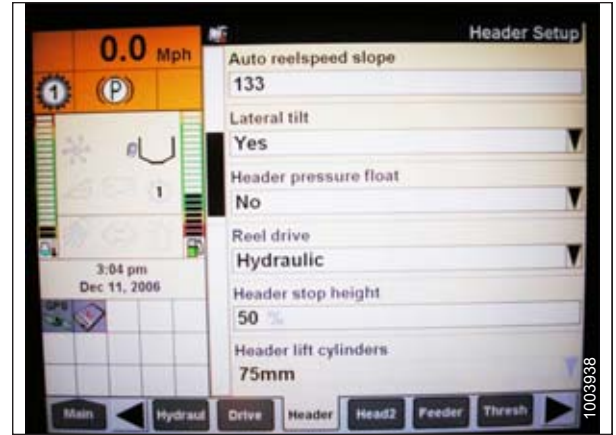 Header Setup
0.0 Mph
1
(P)
1
3:04 pm
Dec 11, 2006
GPS
Auto reelspeed slope
133
Lateral tilt
Yes
Header pressure float
No
Reel drive
Hydraulic
Header stop height
50 %
Header lift cylinders
75mm
Main
Hydraul
Drive
Header
Head2
Feeder
Thresh
1003938